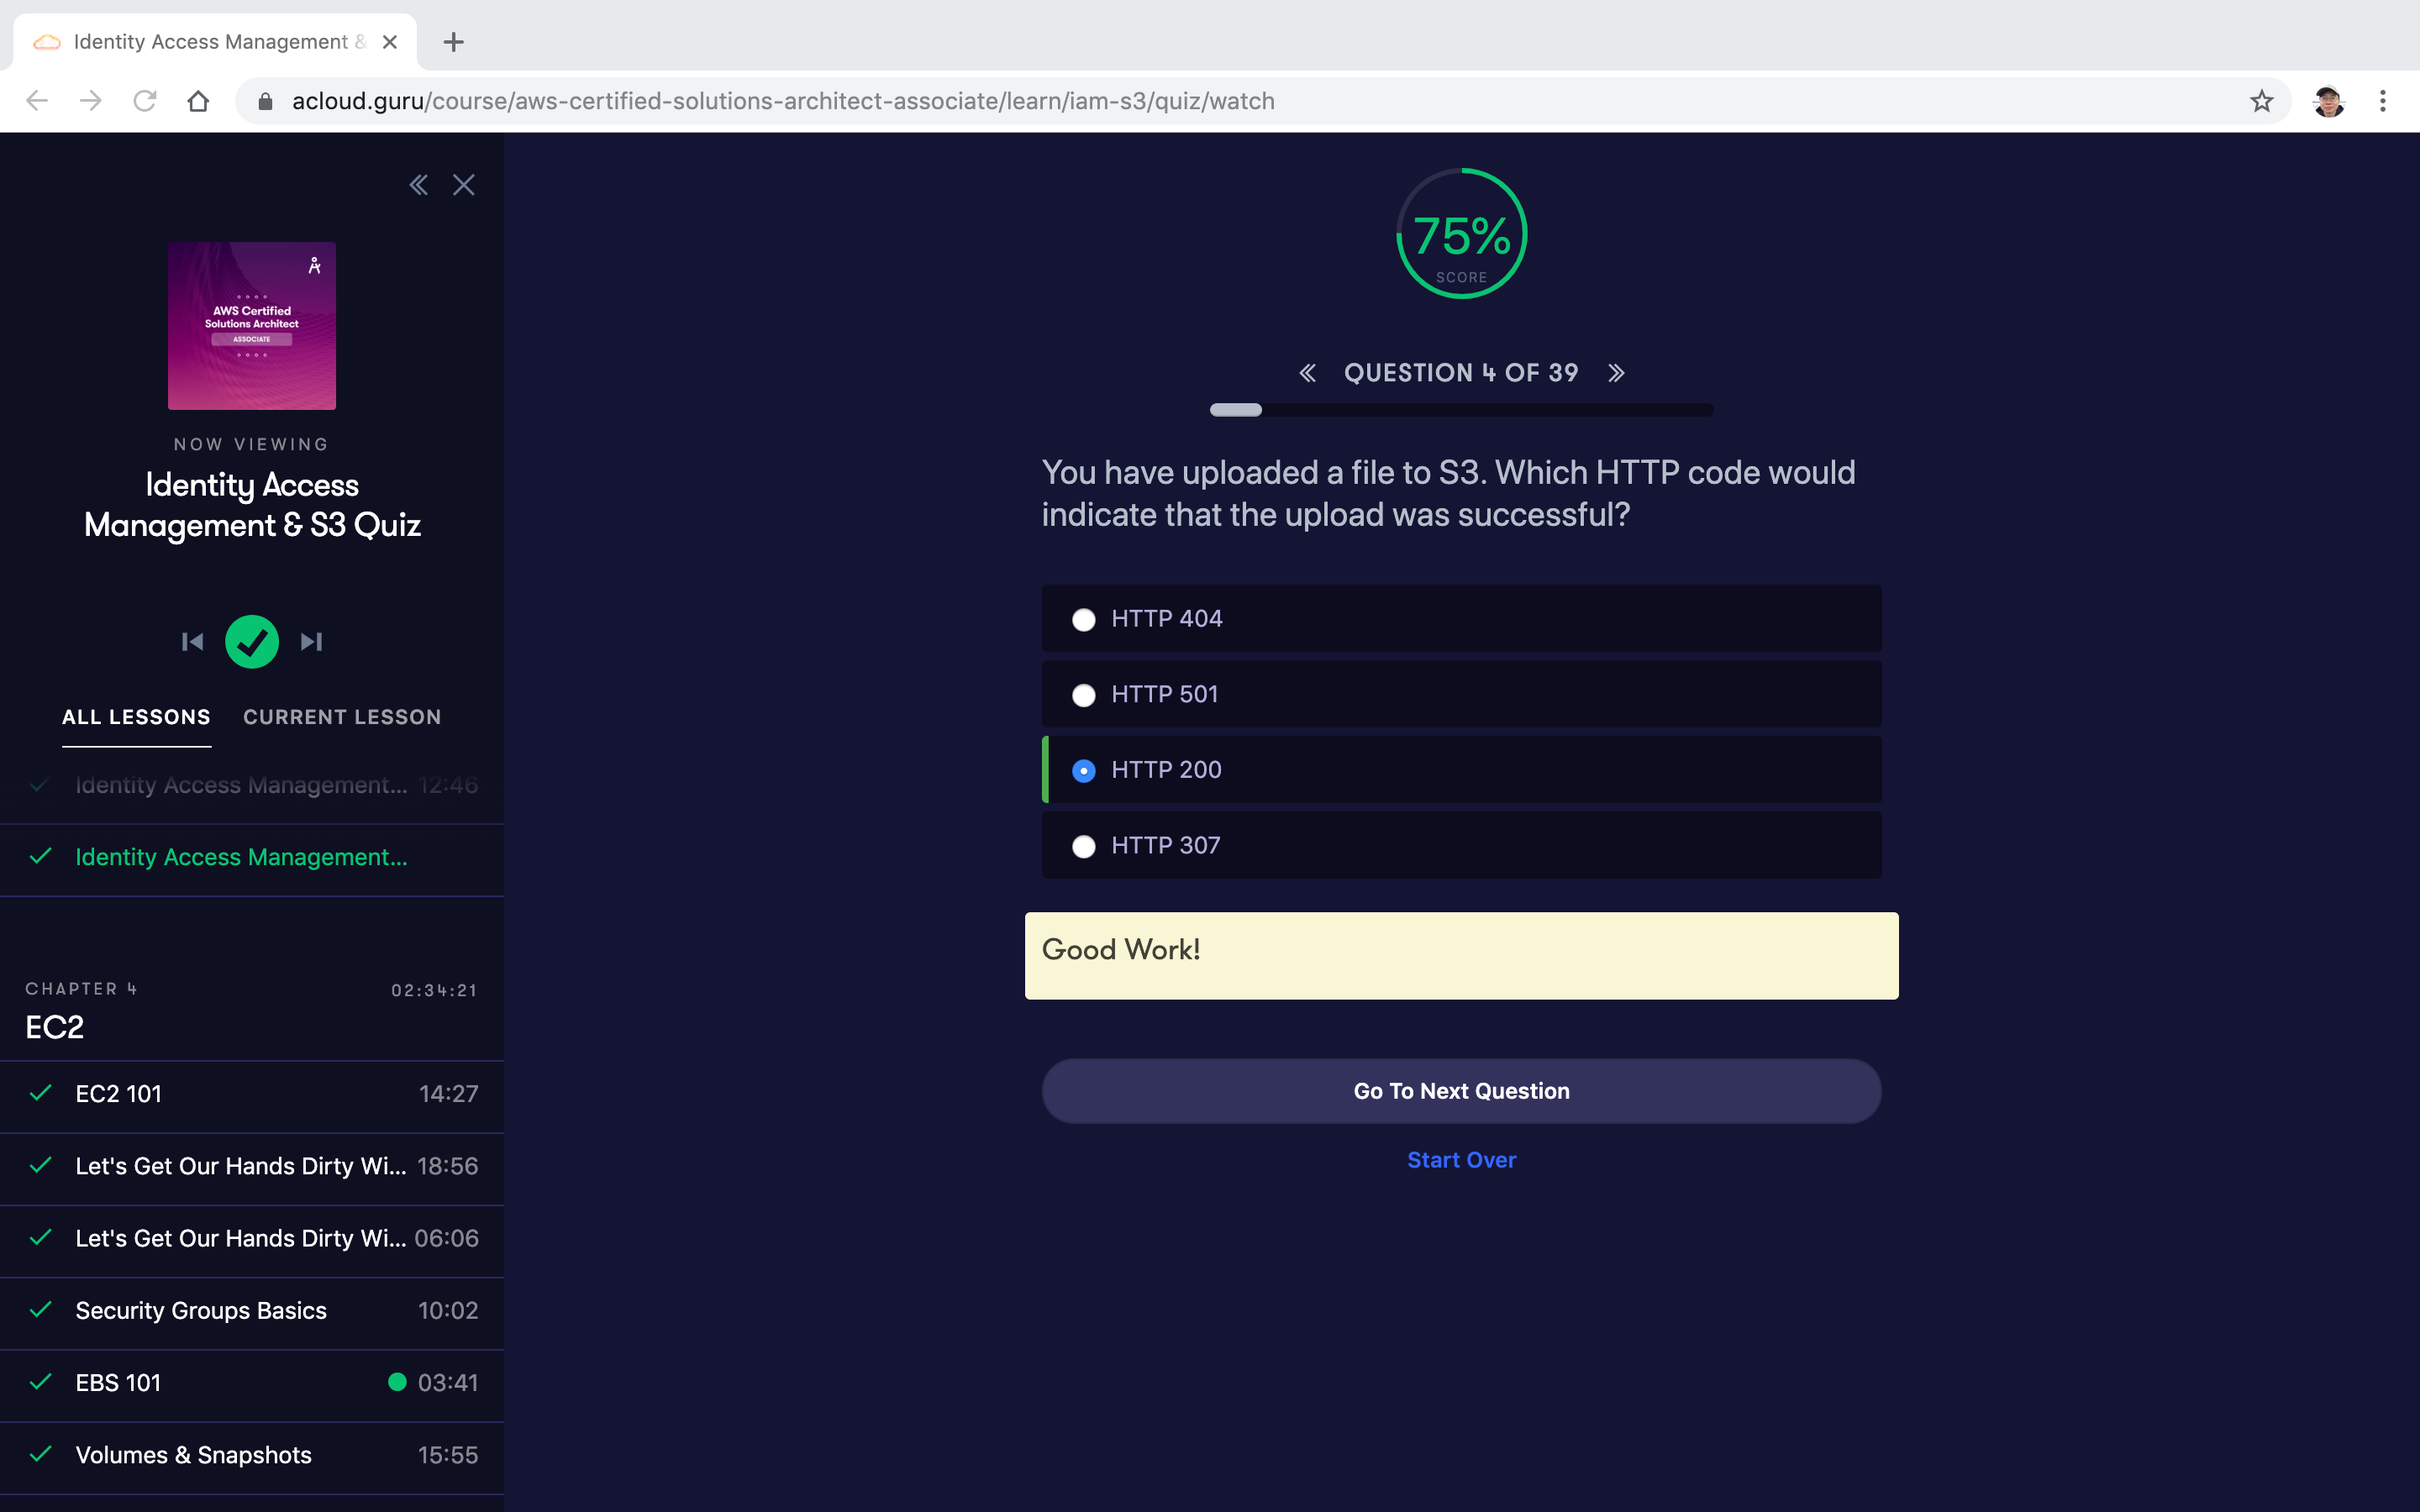 Identity Access Management &
acloud.guru/course/aws-certified-solutions-architect-associate/learn/iam-s3/quiz/watch
AWS Certified
Solutions Architect
ASSOCIATE
NOW VIEWING
Identity Access
Management & S3 Quiz
ALL LESSONS CURRENT LESSON
Identity Access Management... 12:46
Identity Access Management...
CHAPTER 4 02:34:21
EC2
EC2 101 14:27
Let's Get Our Hands Dirty Wi... 18:56
Let's Get Our Hands Dirty Wi... 06:06
Security Groups Basics 10:02
EBS 101 03:41
Volumes & Snapshots 15:55
75%
SCORE
QUESTION 4 OF 39
You have uploaded a file to S3. Which HTTP code would
indicate that the upload was successful?
HTTP 404
HTTP 501
HTTP 200
HTTP 307
Good Work!
Go To Next Question
Start Over